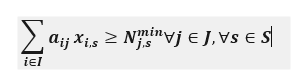 ∑_{i∈I} a_{ij} x_{i,s} ≥ N_{j,s}^{min} ∀j ∈ J, ∀s ∈ S